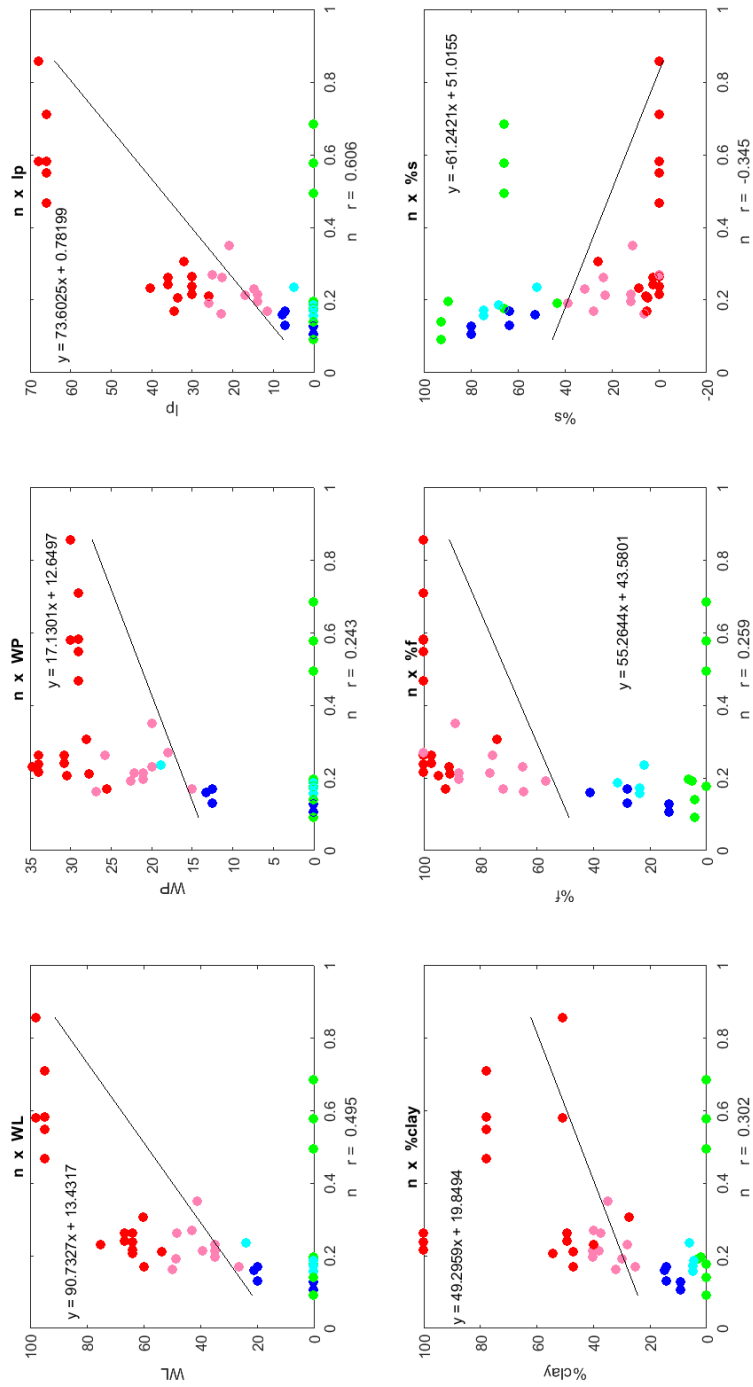 n x WL
100
80
60
40
20
0
WL
y = 90.7327x + 13.4317
0 0.2 0.4 0.6 0.8 1
n r = 0.495
n x WP
35
30
25
20
15
10
5
0
WP
y = 17.1301x + 12.6497
0 0.2 0.4 0.6 0.8 1
n r = 0.243
n x Ip
70
60
50
40
30
20
10
0
Ip
y = 73.6025x + 0.78199
0 0.2 0.4 0.6 0.8 1
n r = 0.606
n x %clay
100
80
60
40
20
0
%clay
y = 49.2959x + 19.8494
0 0.2 0.4 0.6 0.8 1
n r = 0.302
n x %f
100
80
60
40
20
0
%f
y = 55.2644x + 43.5801
0 0.2 0.4 0.6 0.8 1
n r = 0.259
n x %s
100
80
60
40
20
0
-20
%s
y = -61.2421x + 51.0155
0 0.2 0.4 0.6 0.8 1
n r = -0.345